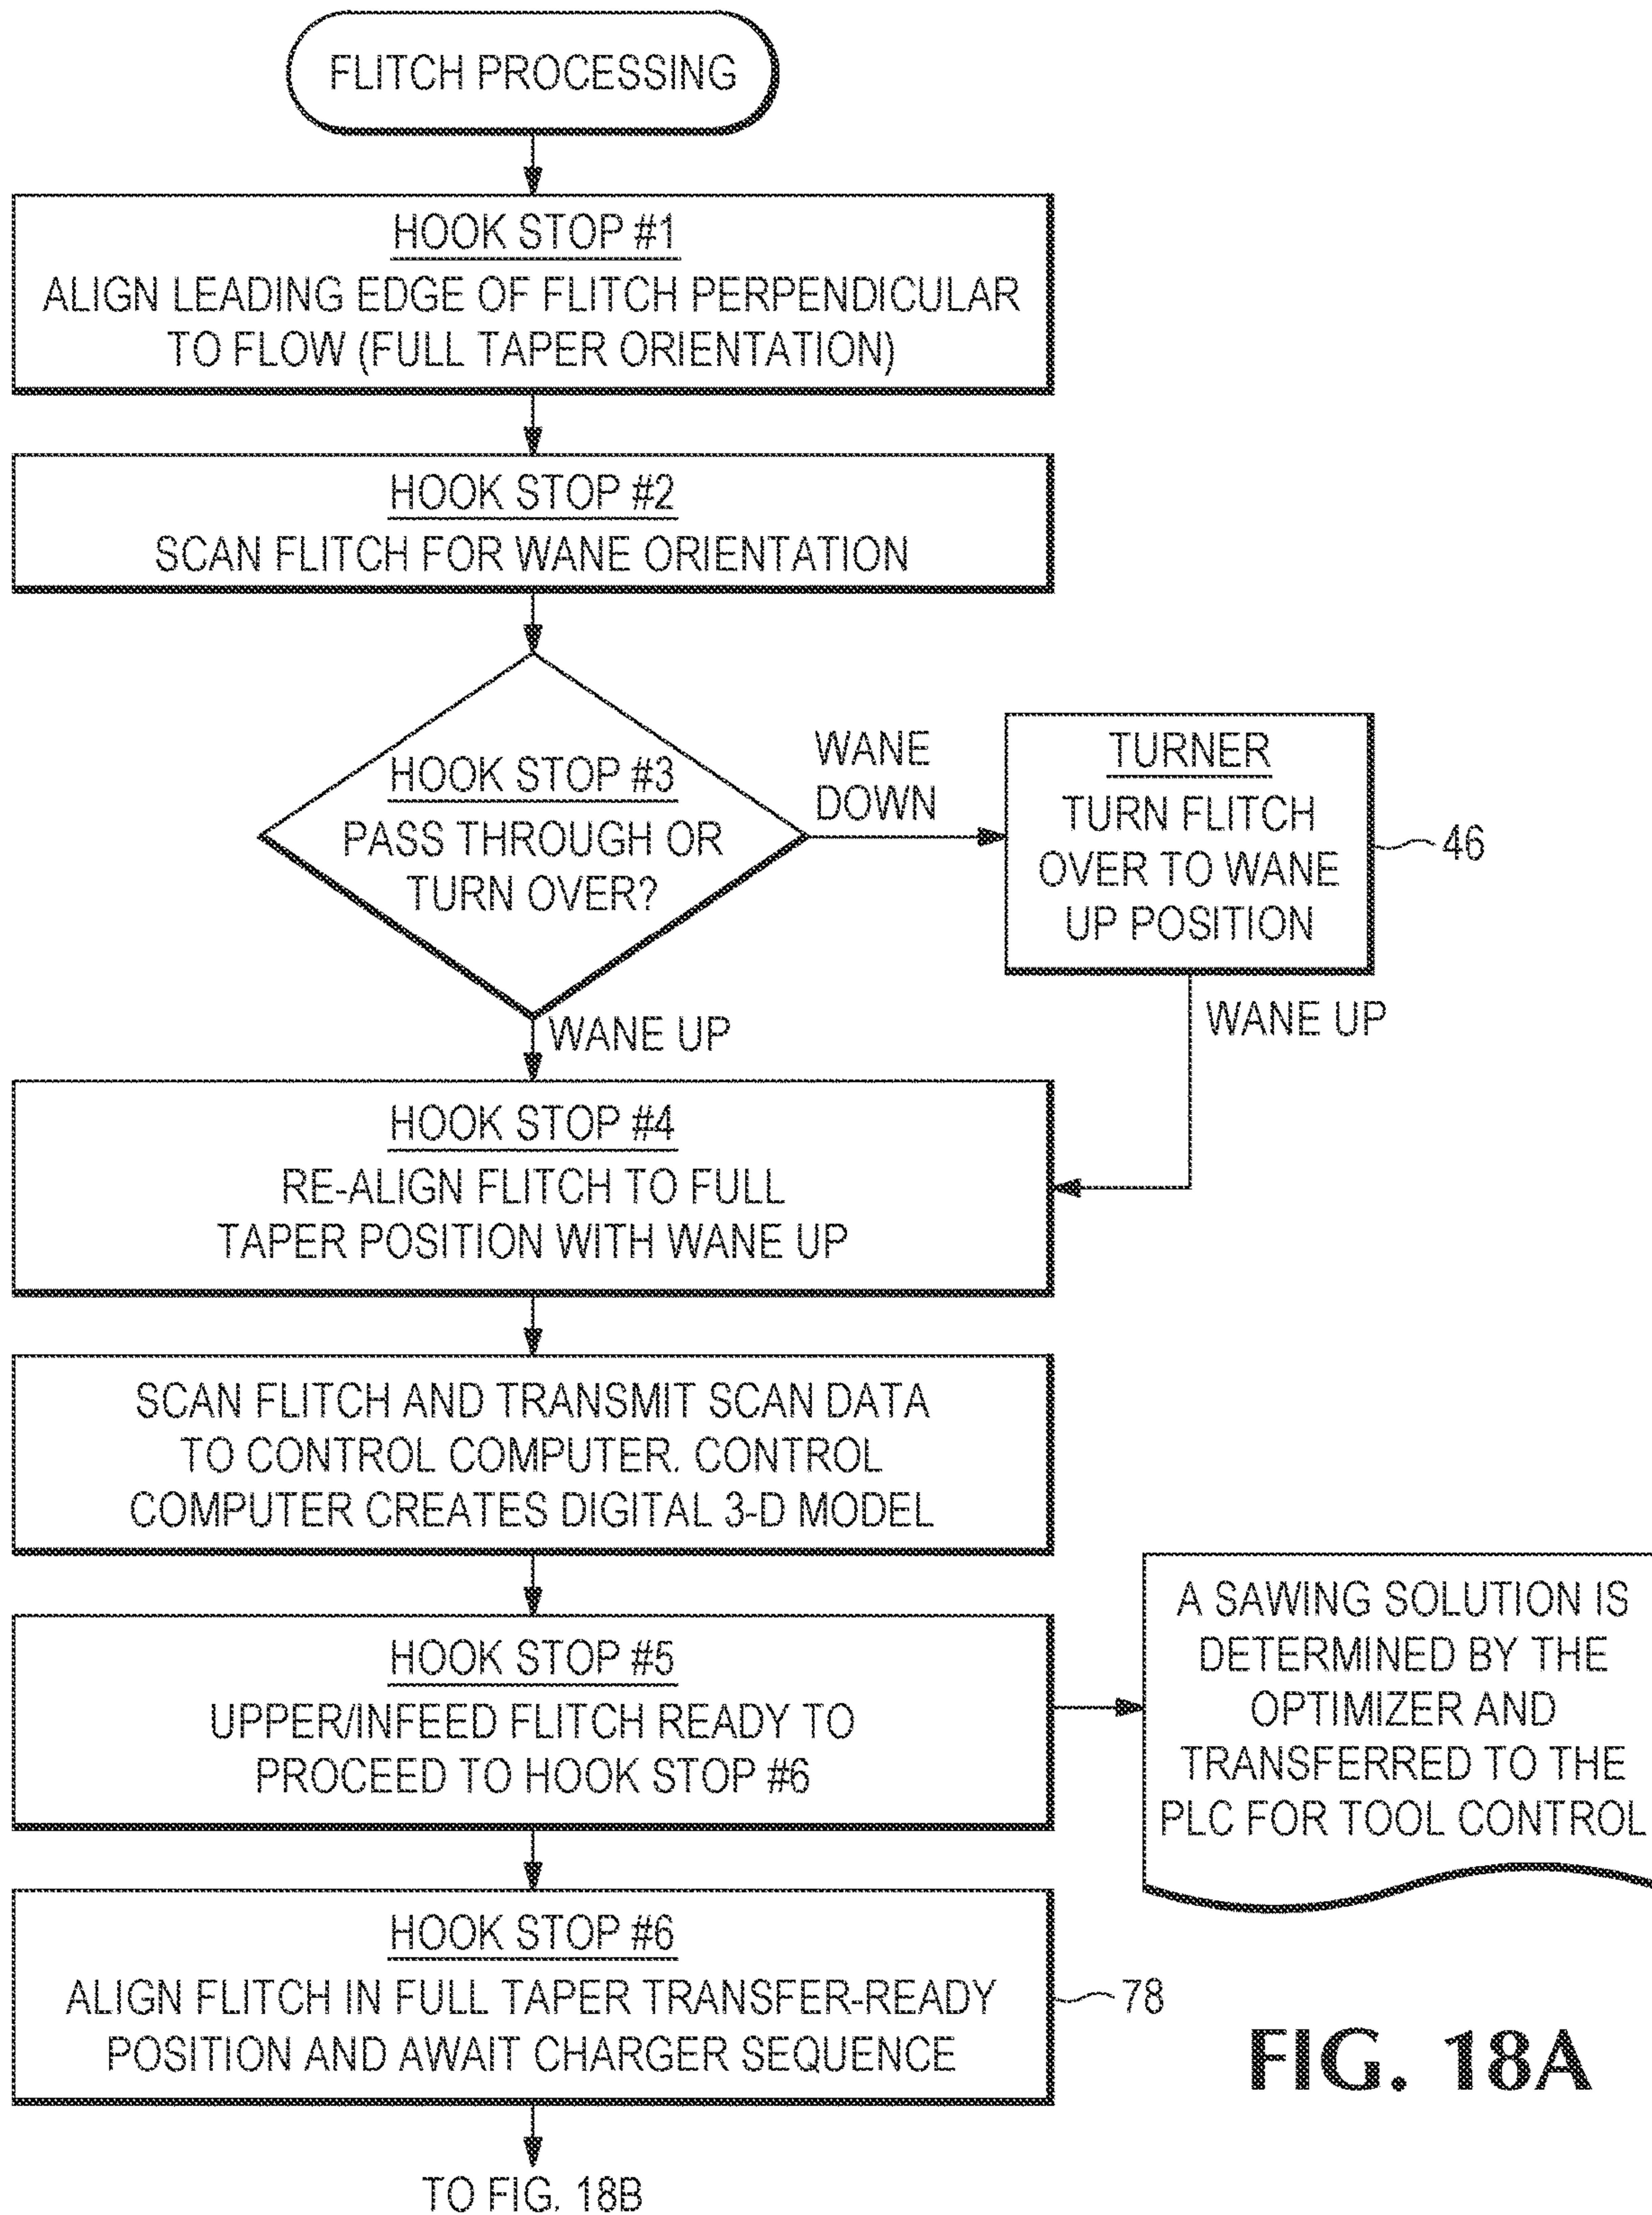 FLITCH PROCESSING
HOOK STOP #1
ALIGN LEADING EDGE OF FLITCH PERPENDICULAR
TO FLOW (FULL TAPER ORIENTATION)
HOOK STOP #2
SCAN FLITCH FOR WANE ORIENTATION
HOOK STOP #3
PASS THROUGH OR
TURN OVER?
WANE
DOWN
TURNER
TURN FLITCH
OVER TO WANE
UP POSITION
46
WANE UP
WANE UP
HOOK STOP #4
RE-ALIGN FLITCH TO FULL
TAPER POSITION WITH WANE UP
SCAN FLITCH AND TRANSMIT SCAN DATA
TO CONTROL COMPUTER. CONTROL
COMPUTER CREATES DIGITAL 3-D MODEL
HOOK STOP #5
UPPER/INFEED FLITCH READY TO
PROCEED TO HOOK STOP #6
A SAWING SOLUTION IS
DETERMINED BY THE
OPTIMIZER AND
TRANSFERRED TO THE
PLC FOR TOOL CONTROL
HOOK STOP #6
ALIGN FLITCH IN FULL TAPER TRANSFER-READY
POSITION AND AWAIT CHARGER SEQUENCE
78
FIG. 18A
TO FIG. 18B